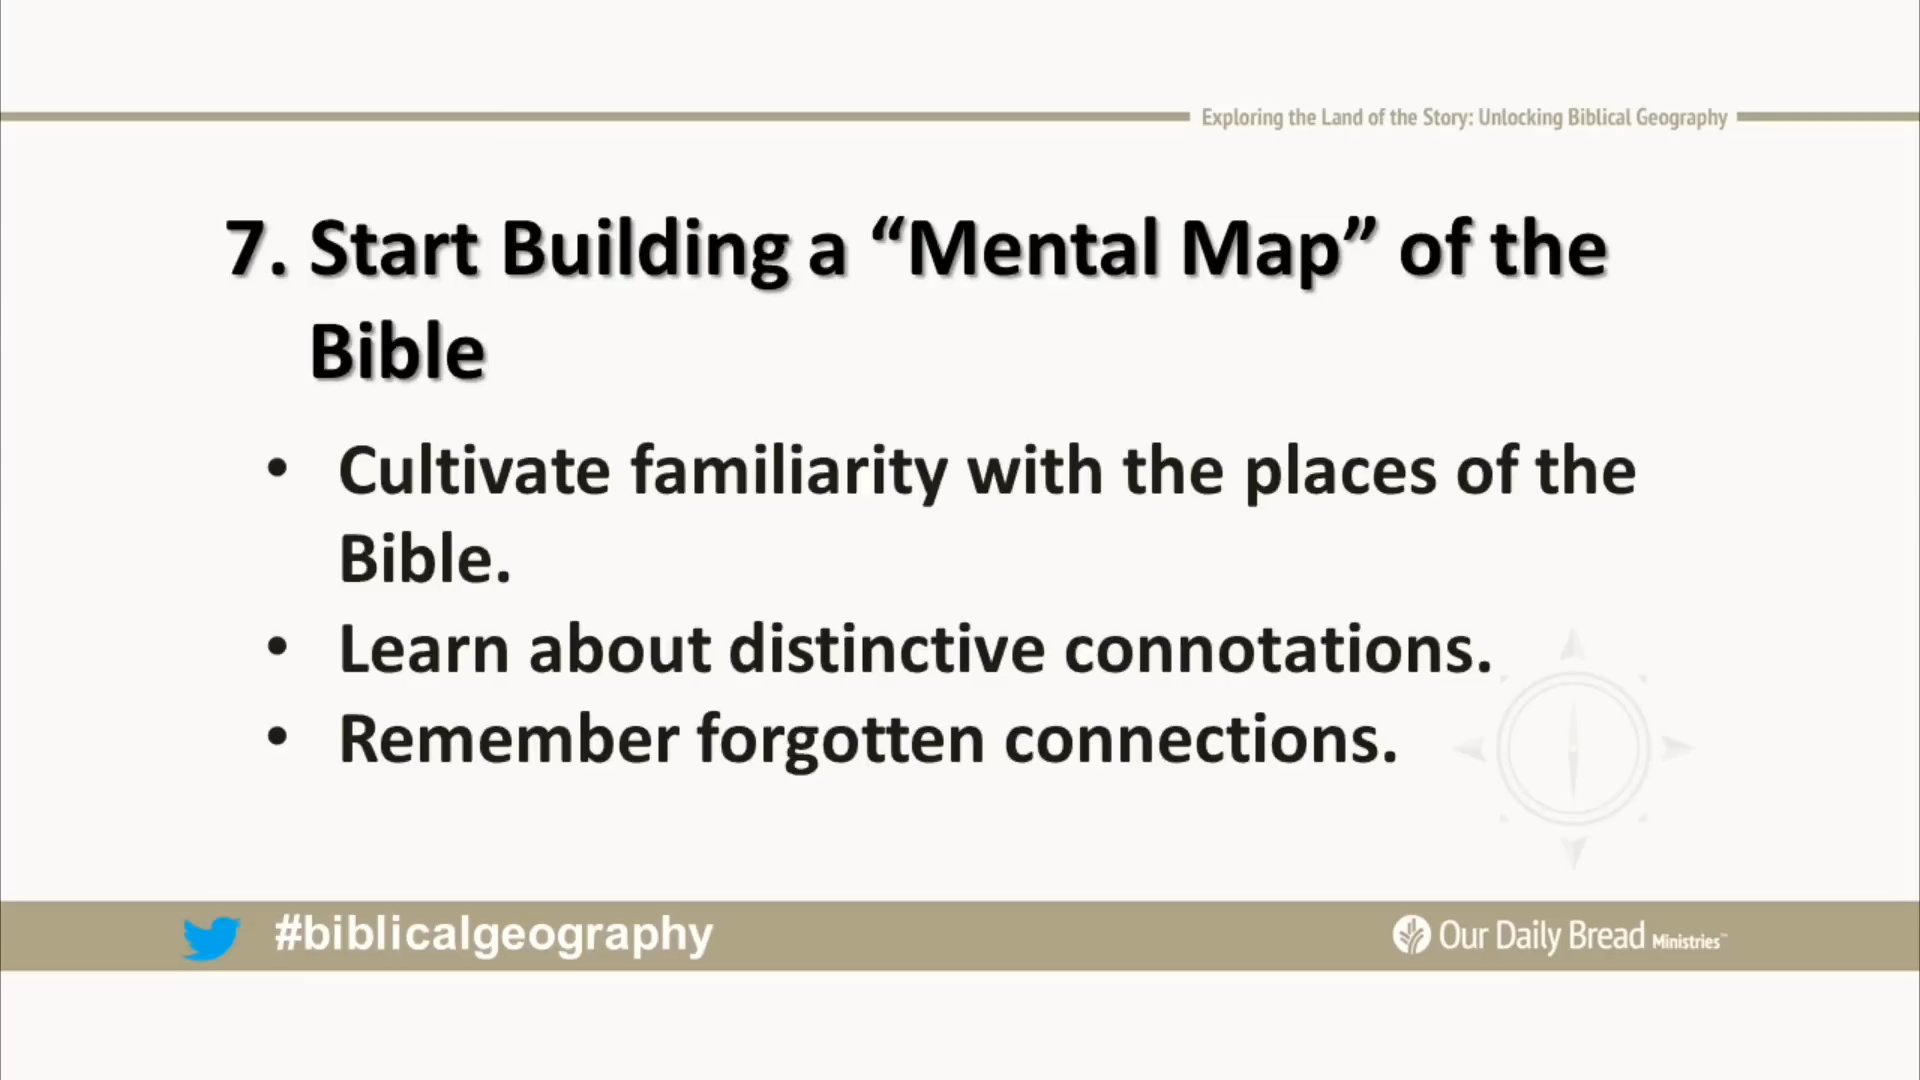 Exploring the Land of the Story: Unlocking Biblical Geography
7. Start Building a “Mental Map” of the
Bible
• Cultivate familiarity with the places of the
Bible.
• Learn about distinctive connotations.
• Remember forgotten connections.
#biblicalgeography
Our Daily Bread Ministries™